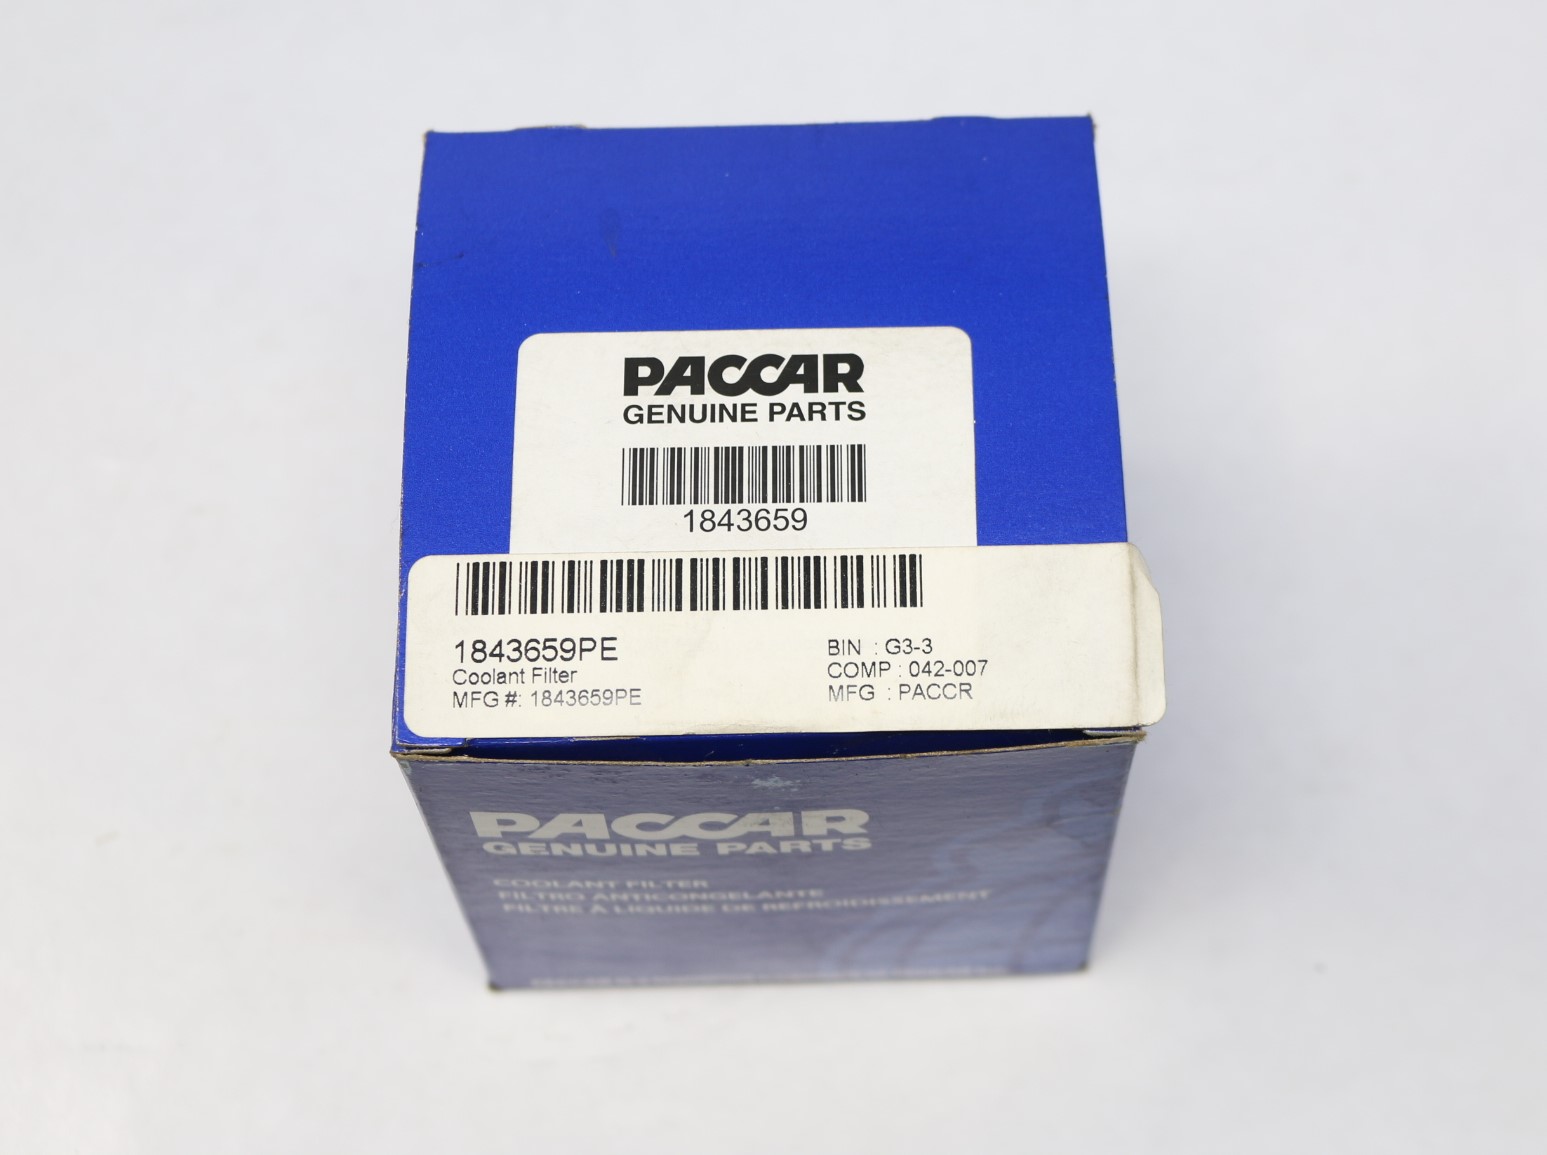 PACCAR
GENUINE PARTS
1843659
1843659PE
Coolant Filter
MFG #: 1843659PE
BIN : G3-3
COMP : 042-007
MFG : PACCR
PACCAR
GENUINE PARTS
COOLANT FILTER
FILTRO ANTICONGELANTE
FILTRE À LIQUIDE DE REFROIDISSEMENT